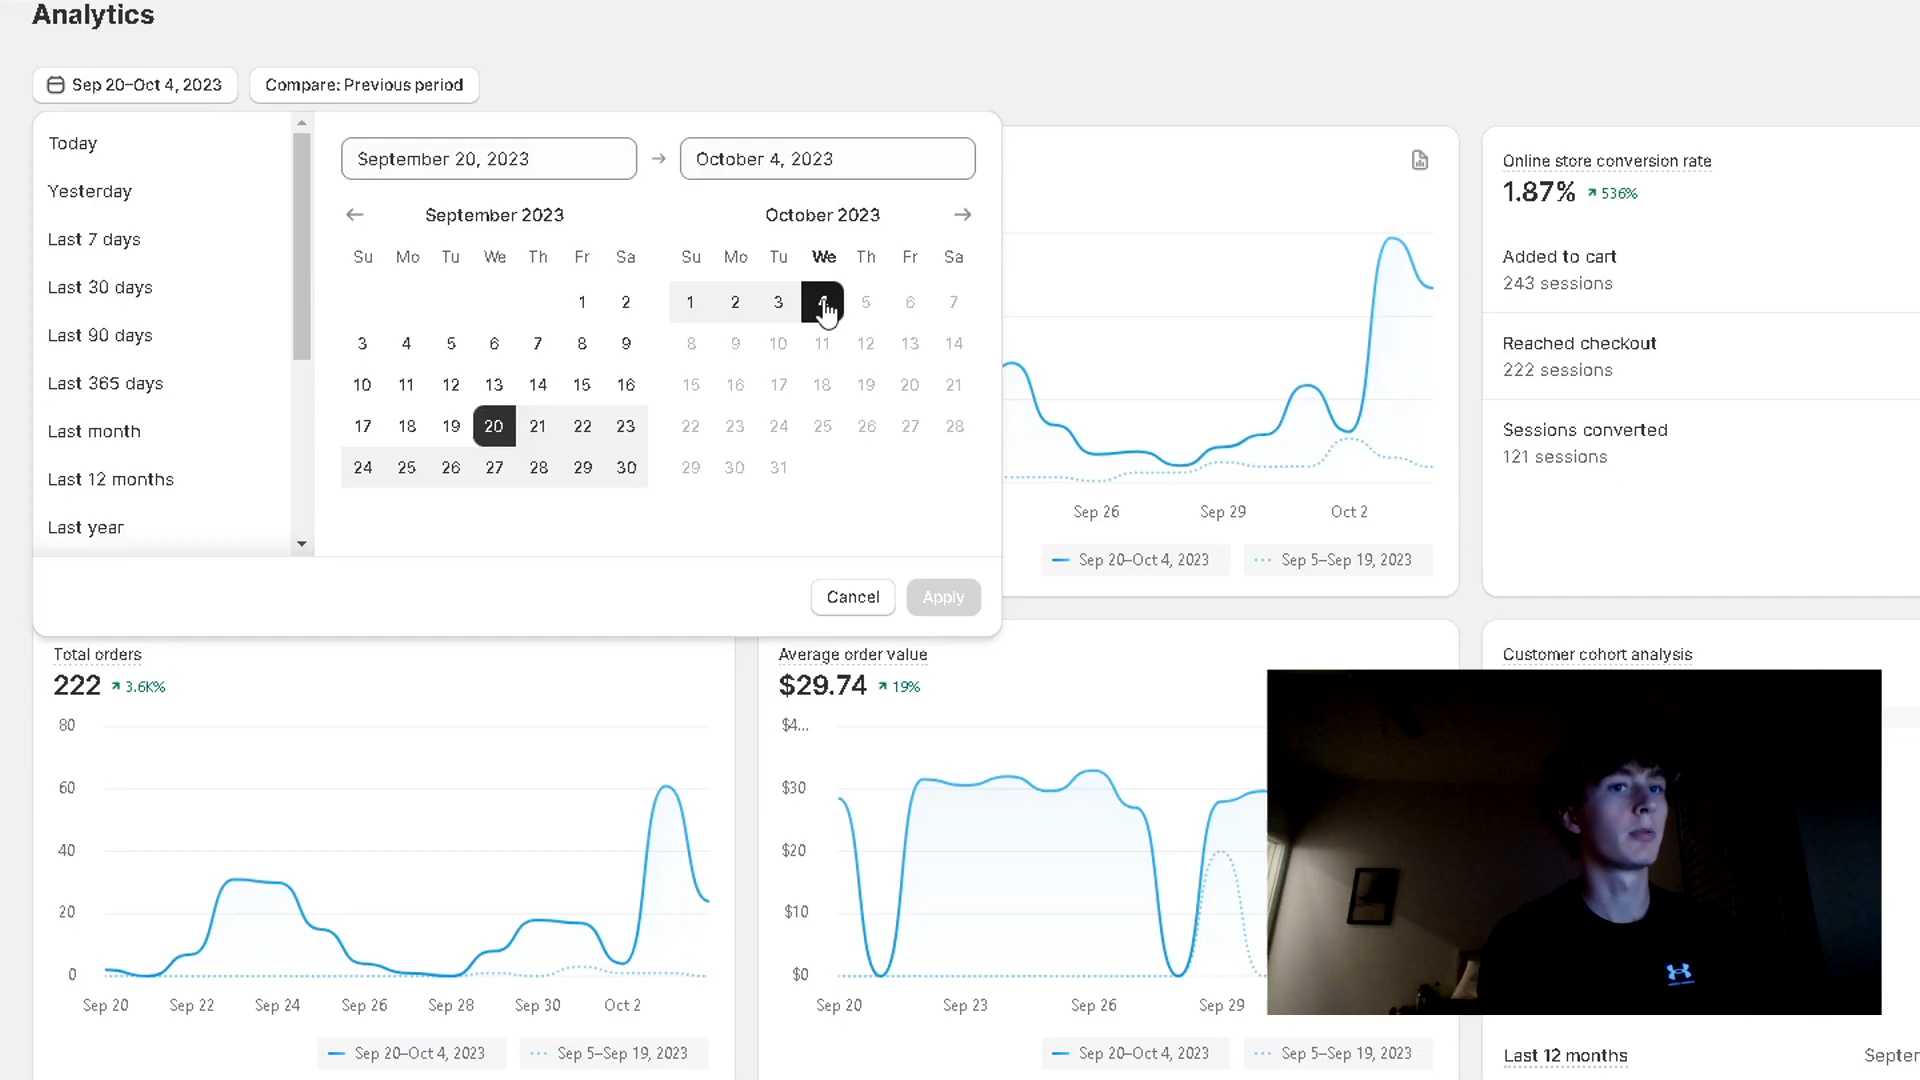 Analytics
Sep 20–Oct 4, 2023
Compare: Previous period
Today
Yesterday
Last 7 days
Last 30 days
Last 90 days
Last 365 days
Last month
Last 12 months
Last year
September 20, 2023 → October 4, 2023
← September 2023
Su Mo Tu We Th Fr Sa
1 2
3 4 5 6 7 8 9
10 11 12 13 14 15 16
17 18 19 20 21 22 23
24 25 26 27 28 29 30
October 2023 →
Su Mo Tu We Th Fr Sa
1 2 3 4 5 6 7
8 9 10 11 12 13 14
15 16 17 18 19 20 21
22 23 24 25 26 27 28
29 30 31
Cancel
Apply
Sep 26 Sep 29 Oct 2
Sep 20–Oct 4, 2023
Sep 5–Sep 19, 2023
Online store conversion rate
1.87% 536%
Added to cart
243 sessions
Reached checkout
222 sessions
Sessions converted
121 sessions
Total orders
222 3.6K%
80
60
40
20
0
Sep 20 Sep 22 Sep 24 Sep 26 Sep 28 Sep 30 Oct 2
Sep 20–Oct 4, 2023
Sep 5–Sep 19, 2023
Average order value
$29.74 19%
$4...
$30
$20
$10
$0
Sep 20 Sep 23 Sep 26 Sep 29
Sep 20–Oct 4, 2023
Sep 5–Sep 19, 2023
Customer cohort analysis
Last 12 months
Septer